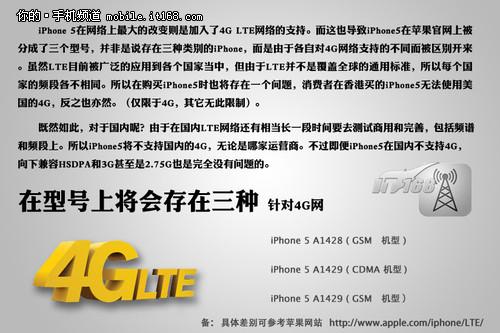 你的·手机频道 mobile.it168.com
iPhone 5在网络上最大的改变则是加入了4G LTE网络的支持。而这也导致iPhone5在苹果官网上被
分成了三个型号，并非是说存在三种类别的iPhone，而是由于各自对4G网络支持的不同而被区别开来
。虽然LTE目前被广泛的应用到各个国家当中，但由于LTE并不是覆盖全球的通用标准，所以每个国
家的频段各不相同。所以在购买iPhone5时也将存在一个问题，消费者在香港买的iPhone5无法使用美
国的4G，反之也亦然。（仅限于4G，其它无此限制）。
既然如此，对于国内呢？由于在国内LTE网络还有相当长一段时间要去测试商用和完善，包括频谱
和频段上。所以iPhone5将不支持国内的4G，无论是哪家运营商。不过即便iPhone5在国内不支持4G，
向下兼容HSDPA和3G甚至是2.75G也是完全没有问题的。
IT168
在型号上将会存在三种 针对4G网
iPhone 5 A1428（GSM 机型）
4G LTE
iPhone 5 A1429（CDMA 机型）
iPhone 5 A1429（GSM 机型）
备： 具体差别可参考苹果网站 http://www.apple.com/iphone/LTE/